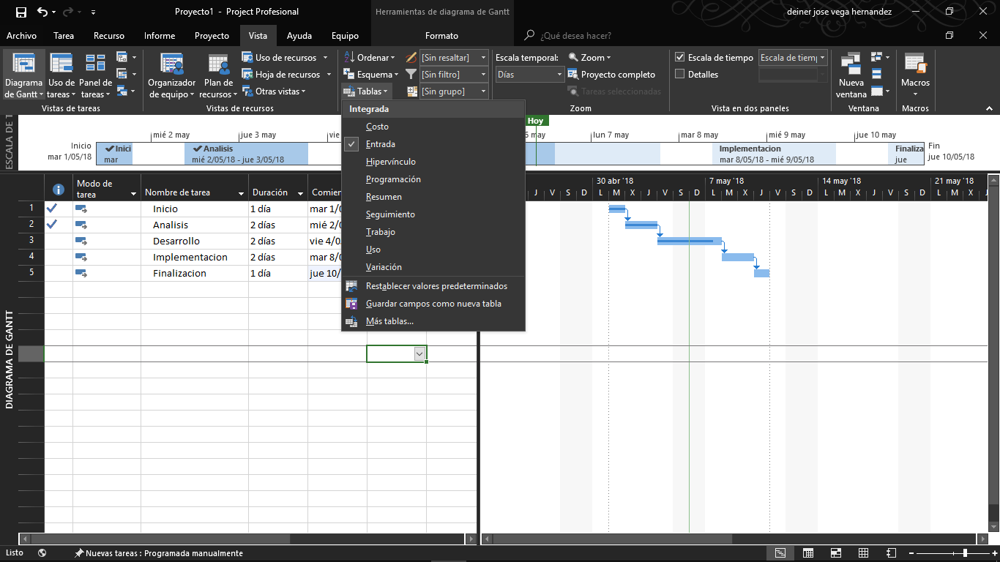 Proyecto1 - Project Profesional
Herramientas de diagrama de Gantt
deiner jose vega hernandez
Archivo Tarea Recurso Informe Proyecto Vista Ayuda Equipo Formato ¿Qué desea hacer?
Diagrama de Gantt
Uso de tareas
Panel de tareas
Vistas de tareas
Organizador de equipo
Plan de recursos
Uso de recursos
Hoja de recursos
Otras vistas
Vistas de recursos
Ordenar
Esquema
Tablas
[Sin resaltar]
[Sin filtro]
[Sin grupo]
Escala temporal:
Días
Zoom
Proyecto completo
Tareas seleccionadas
Zoom
Escala de tiempo
Detalles
Vista en dos paneles
Nueva ventana
Ventana
Macros
Macros
Integrada
Costo
Entrada
Hipervínculo
Programación
Resumen
Seguimiento
Trabajo
Uso
Variación
Restablecer valores predeterminados
Guardar campos como nueva tabla
Más tablas...
ESCALA DE T
Inicio
mar 1/05/18
mié 2 may jue 3 may vie
Hoy
lun 7 may mar 8 may mié 9 may jue 10 may
Inici
mar
Analisis
mié 2/05/18 - jue 3/05/18
Implementacion
mar 8/05/18 - mié 9/05/18
Finaliza
jue
Fin
jue 10/05/18
DIAGRAMA DE GANTT
Modo de tarea Nombre de tarea Duración Comien
1 Inicio 1 día mar 1/0
2 Analisis 2 días mié 2/0
3 Desarrollo 2 días vie 4/0
4 Implementacion 2 días mar 8/0
5 Finalizacion 1 día jue 10/
30 abr '18 7 may '18 14 may '18 21 may '18
J V S D L M X J V S D L M X J V S D L M X J V S D L M X J
Listo
Nuevas tareas : Programada manualmente